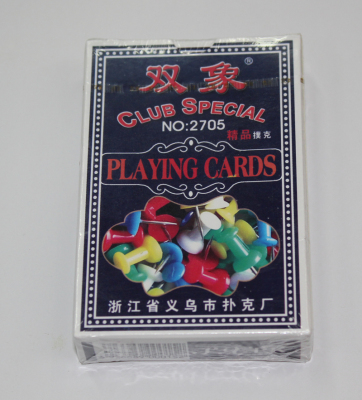 双象®
CLUB SPECIAL
NO:2705
精品撲克
PLAYING CARDS
浙江省义乌市扑克厂